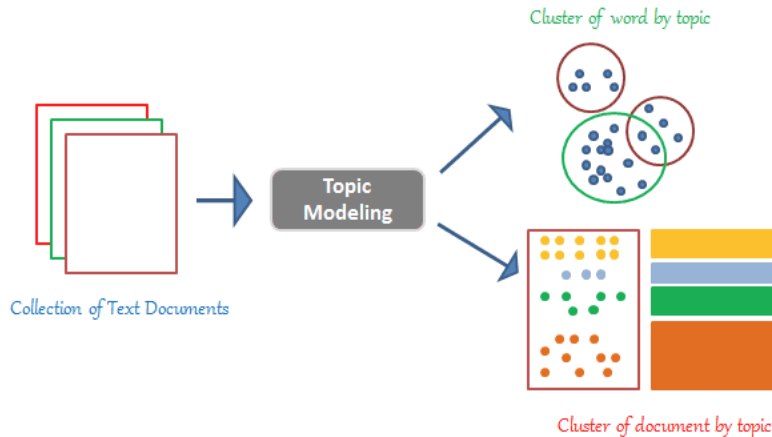 Cluster of word by topic
Topic
Modeling
Collection of Text Documents
Cluster of document by topic